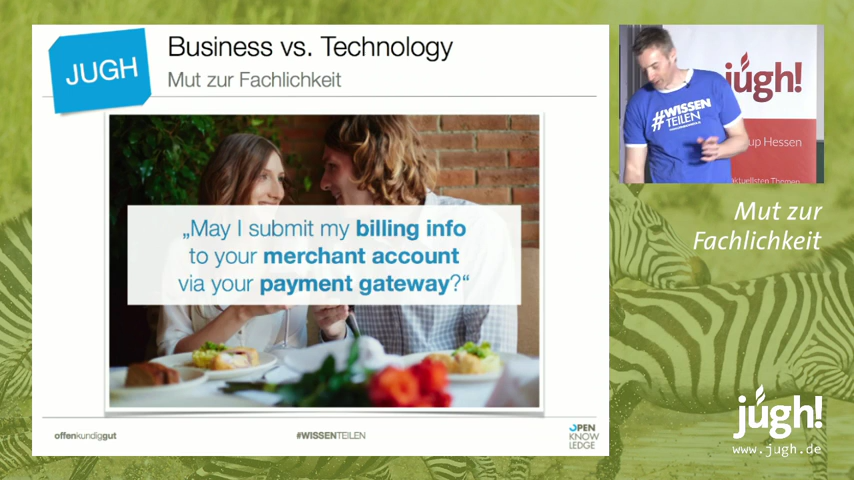 JUGH
Business vs. Technology
Mut zur Fachlichkeit
„May I submit my billing info
to your merchant account
via your payment gateway?“
offenkundiggut
#WISSENTEILEN
OPEN
KNOW
LEDGE
jugh!
#WISSEN
TEILEN
up Hessen
aktuellsten Themen
Mut zur
Fachlichkeit
jugh!
www.jugh.de